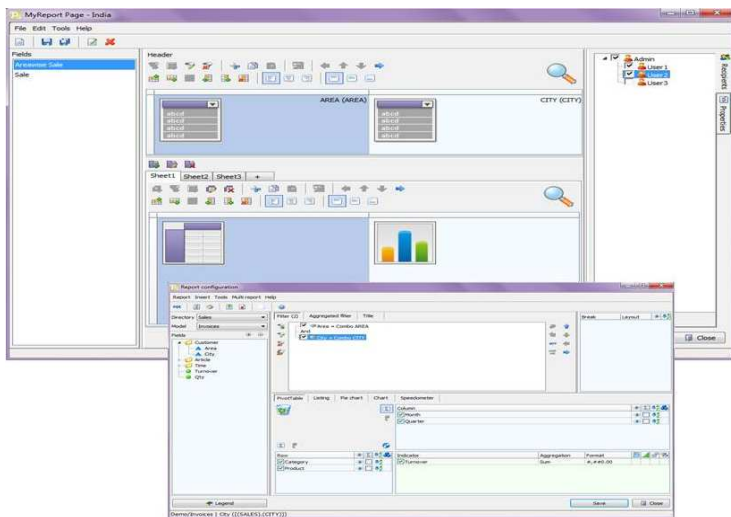 MyReport Page - India
File Edit Tools Help
Fields
Areawise Sale
Sale
Header
AREA (AREA)
CITY (CITY)
abcd
abcd
abcd
abcd
abcd
abcd
Sheet1 Sheet2 Sheet3 +
Admin
User1
User2
User3
Recipients
Properties
Close
Report configuration
Report Insert Tools Multi-report Help
Directory Sales
Model Invoices
Fields
Customer
Area
City
Article
Time
Turnover
Qty
Filter (2) Aggregated filter Title
Area = Combo AREA
And
City = Combo CITY
Break Layout
PivotTable Listing Pie chart Chart Speedometer
Column
Month
Quarter
Row
Category
Product
Indicator Aggregation Format
Turnover Sum #,##0.00
Legend
Save Close
Demo/Invoices | City ([(SALES].[CITY)])